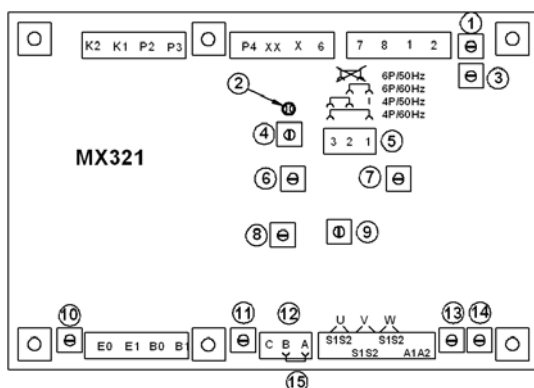 1
K2 K1 P2 P3
P4 XX X 6
7 8 1 2
3
2
6P/50Hz
6P/60Hz
4P/50Hz
4P/60Hz
4
3 2 1
5
MX321
6
7
8
9
10
11
12
U V W
13
14
E0 E1 B0 B1
C B A
S1S2 S1S2
S1S2 A1A2
15